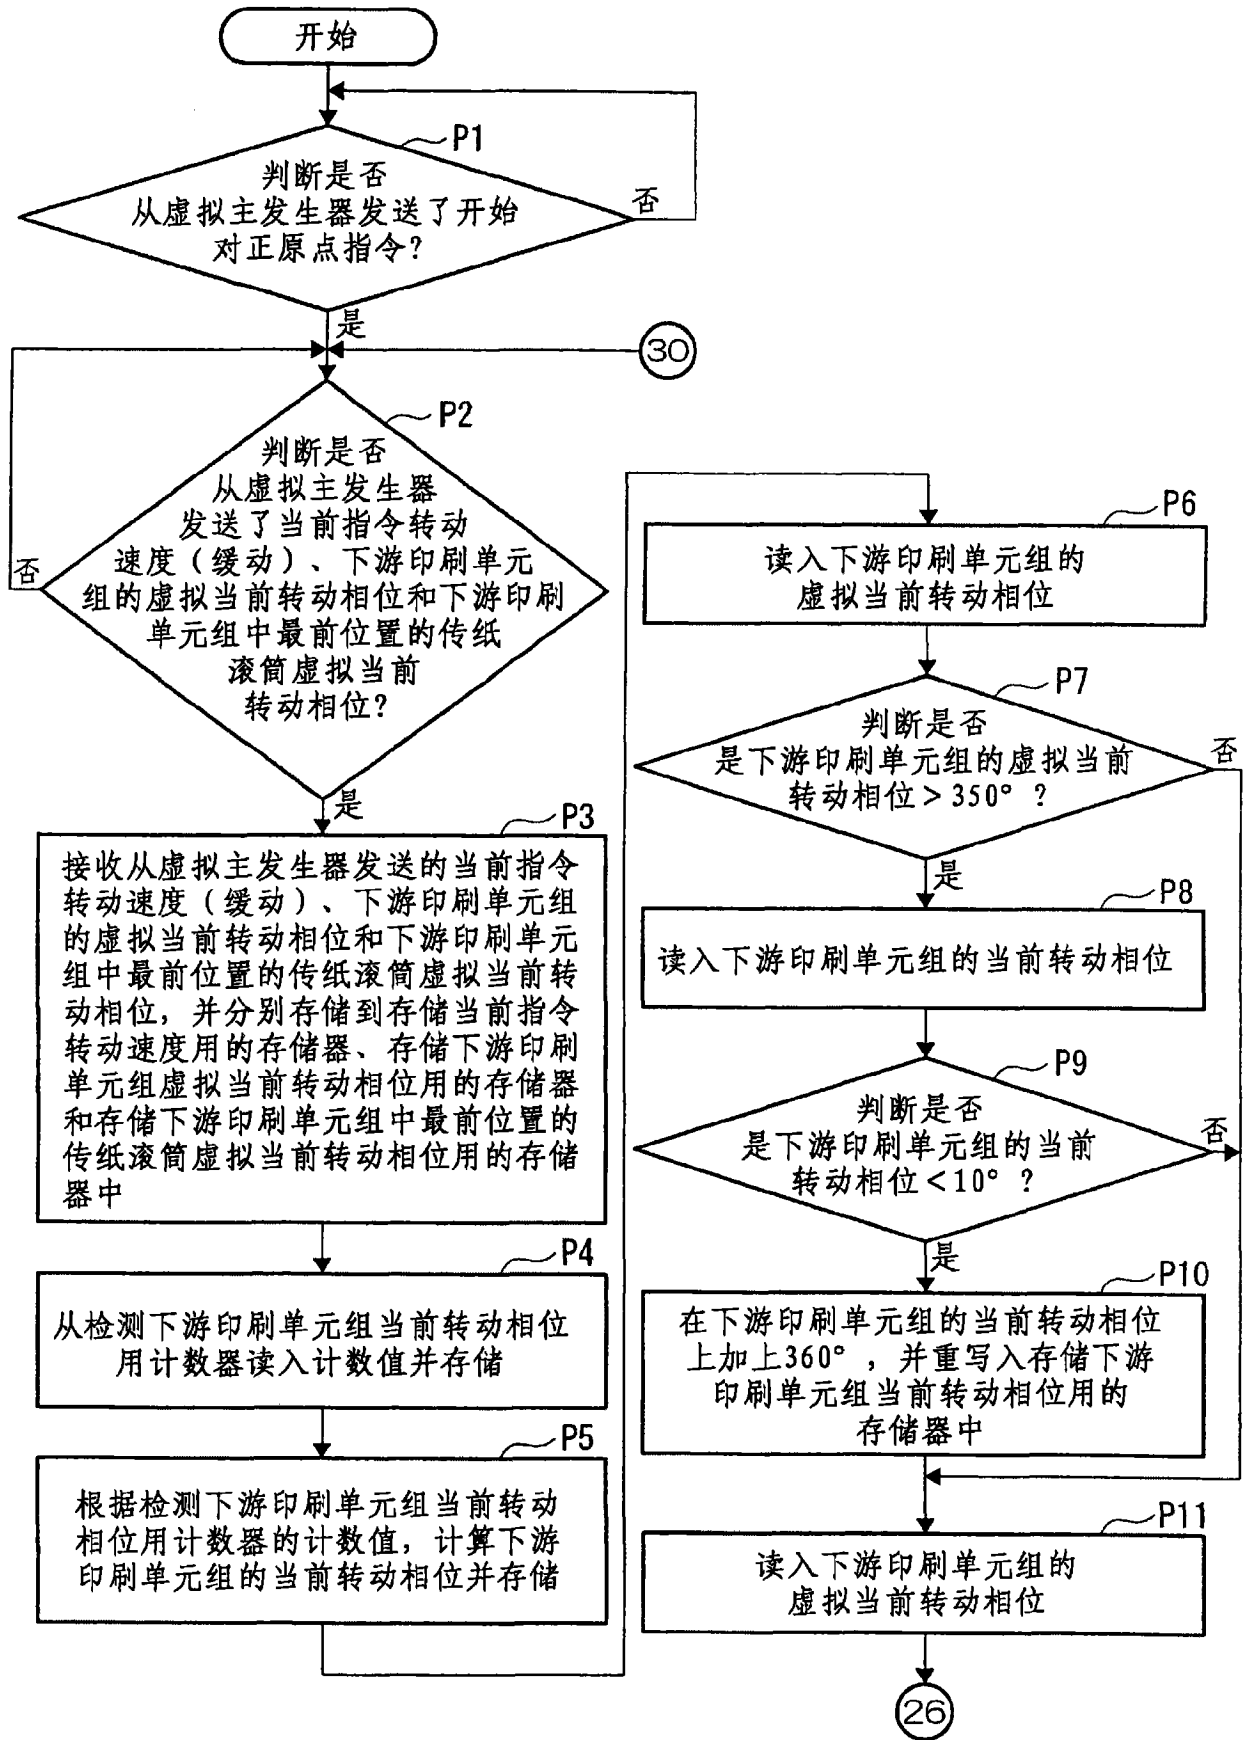 开始
P1
判断是否
从虚拟主发生器发送了开始
对正原点指令？
否
是
30
P2
判断是否
从虚拟主发生器
发送了当前指令转动
速度（缓动）、下游印刷单元
组的虚拟当前转动相位和下游印刷
单元组中最前位置的传纸
滚筒虚拟当前
转动相位？
否
是
P3
接收从虚拟主发生器发送的当前指令
转动速度（缓动）、下游印刷单元组
的虚拟当前转动相位和下游印刷单元
组中最前位置的传纸滚筒虚拟当前转
动相位，并分别存储到存储当前指令
转动速度用的存储器、存储下游印刷
单元组虚拟当前转动相位用的存储器
和存储下游印刷单元组中最前位置的
传纸滚筒虚拟当前转动相位用的存储
器中
P4
从检测下游印刷单元组当前转动相位
用计数器读入计数值并存储
P5
根据检测下游印刷单元组当前转动
相位用计数器的计数值，计算下游
印刷单元组的当前转动相位并存储
P6
读入下游印刷单元组的
虚拟当前转动相位
P7
判断是否
是下游印刷单元组的虚拟当前
转动相位＞350°？
否
是
P8
读入下游印刷单元组的当前转动相位
P9
判断是否
是下游印刷单元组的当前
转动相位＜10°？
否
是
P10
在下游印刷单元组的当前转动相位
上加上360°，并重写入存储下游
印刷单元组当前转动相位用的
存储器中
P11
读入下游印刷单元组的
虚拟当前转动相位
26